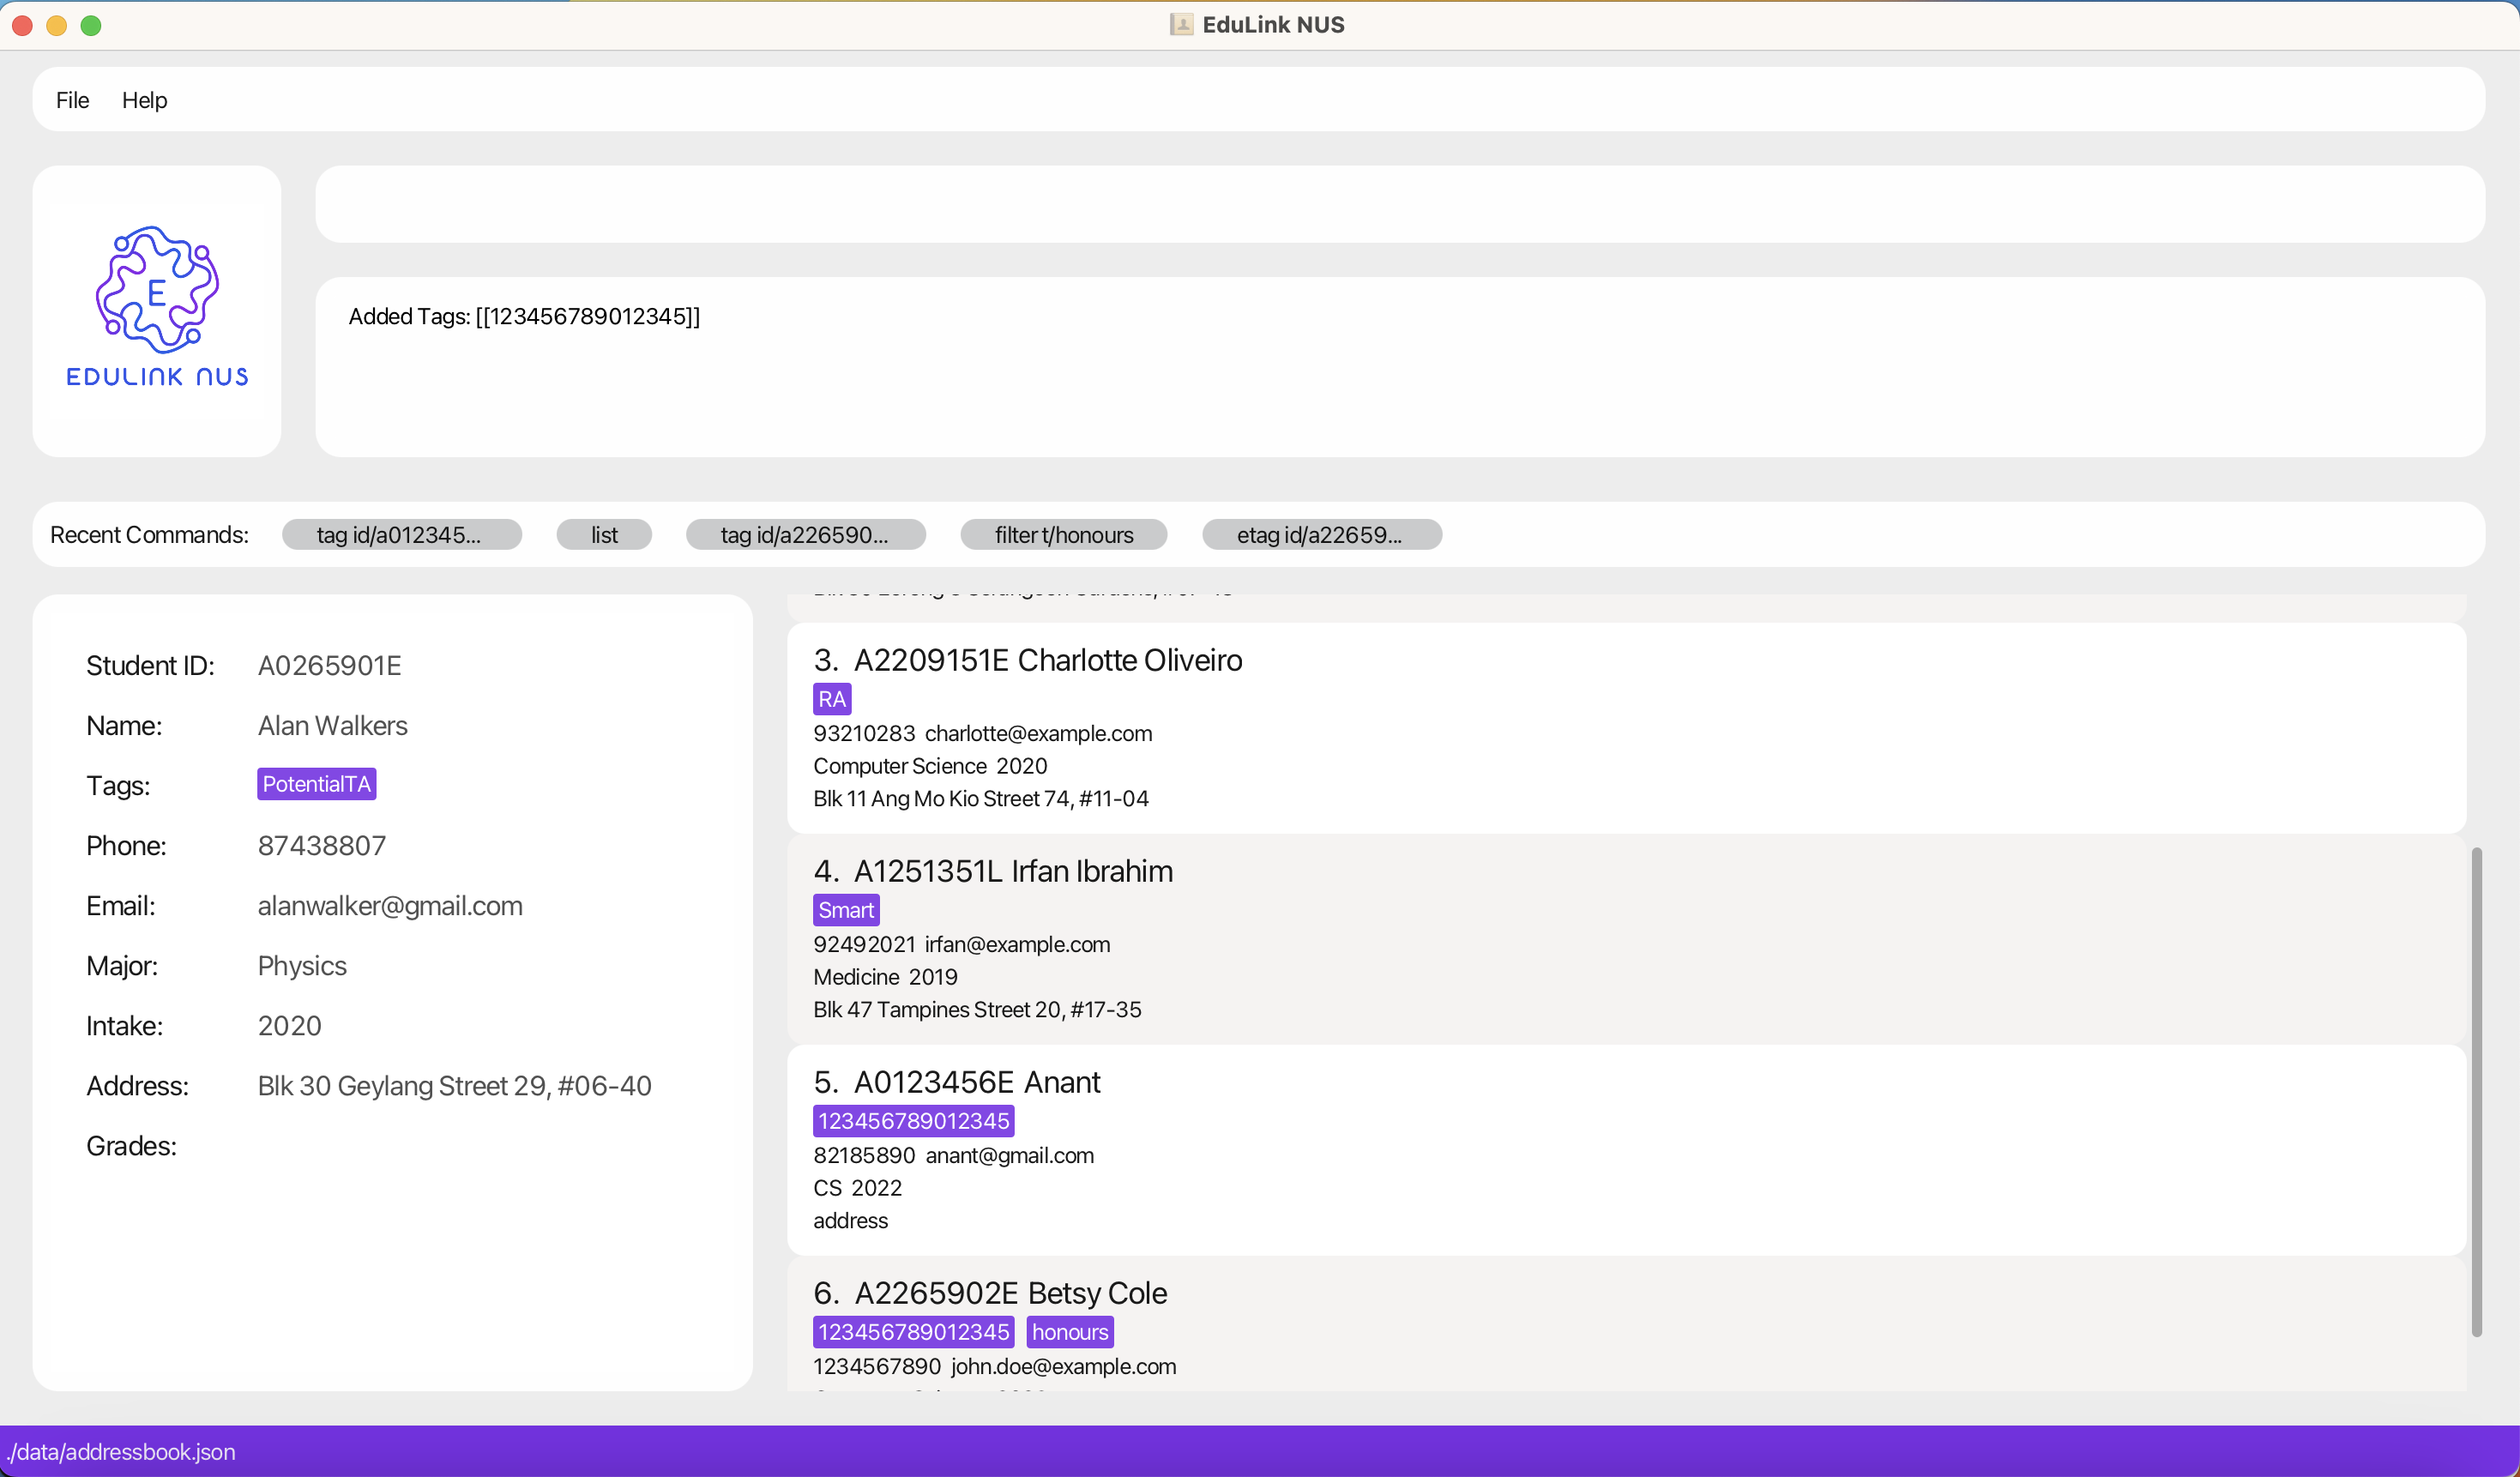 EduLink NUS
File Help
E
EDULINK NUS
Added Tags: [[123456789012345]]
Recent Commands: tag id/a012345... list tag id/a226590... filter t/honours etag id/a22659...
Student ID: A0265901E
Name: Alan Walkers
Tags: PotentialTA
Phone: 87438807
Email: alanwalker@gmail.com
Major: Physics
Intake: 2020
Address: Blk 30 Geylang Street 29, #06-40
Grades:
3. A2209151E Charlotte Oliveiro
RA
93210283 charlotte@example.com
Computer Science 2020
Blk 11 Ang Mo Kio Street 74, #11-04
4. A1251351L Irfan Ibrahim
Smart
92492021 irfan@example.com
Medicine 2019
Blk 47 Tampines Street 20, #17-35
5. A0123456E Anant
123456789012345
82185890 anant@gmail.com
CS 2022
address
6. A2265902E Betsy Cole
123456789012345 honours
1234567890 john.doe@example.com
./data/addressbook.json